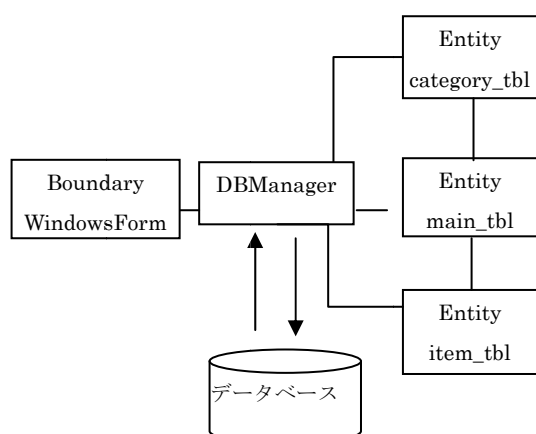 Entity
category_tbl
Boundary
WindowsForm
DBManager
Entity
main_tbl
Entity
item_tbl
データベース